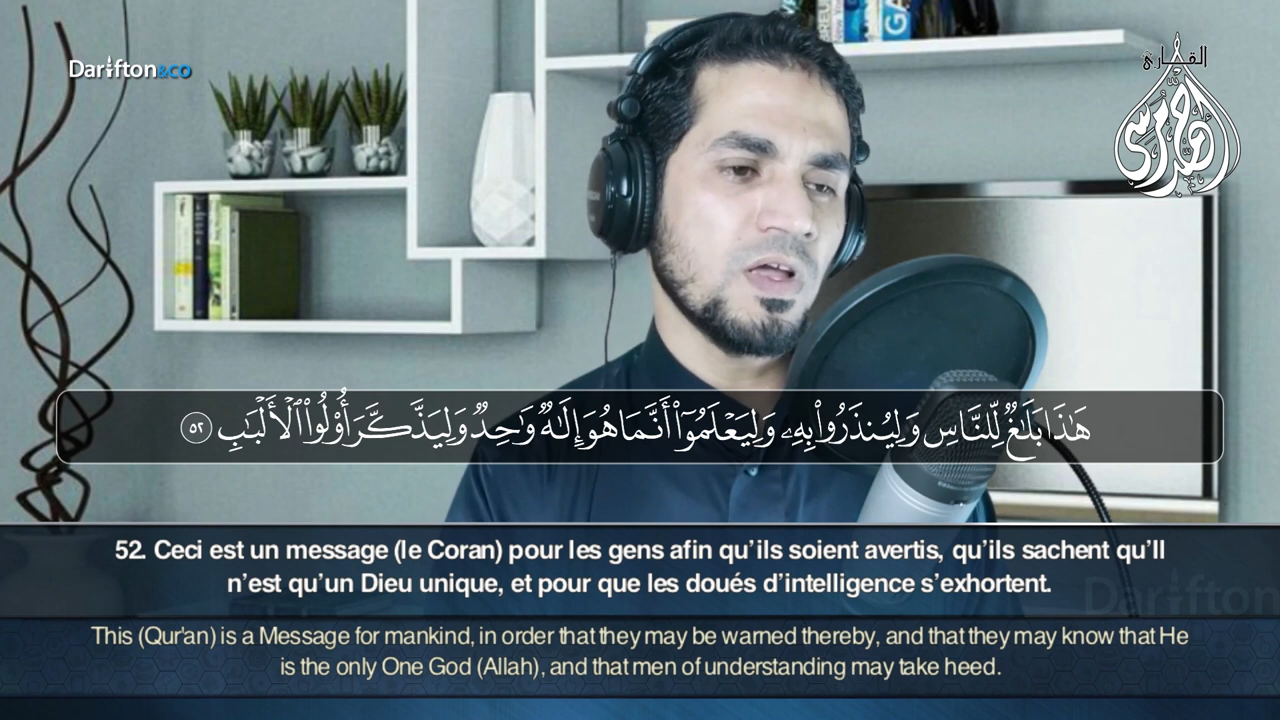 Darifton&co
القارئ
أحمد مرسى
هَٰذَا بَلَٰغٌ لِّلنَّاسِ وَلِيُنذَرُوا۟ بِهِۦ وَلِيَعْلَمُوٓا۟ أَنَّمَا هُوَ إِلَٰهٌ وَٰحِدٌ وَلِيَذَّكَّرَ أُو۟لُوا۟ ٱلْأَلْبَٰبِ ٥٢
52. Ceci est un message (le Coran) pour les gens afin qu'ils soient avertis, qu'ils sachent qu'Il
n'est qu'un Dieu unique, et pour que les doués d'intelligence s'exhortent.
Darifton
This (Qur'an) is a Message for mankind, in order that they may be warned thereby, and that they may know that He
is the only One God (Allah), and that men of understanding may take heed.